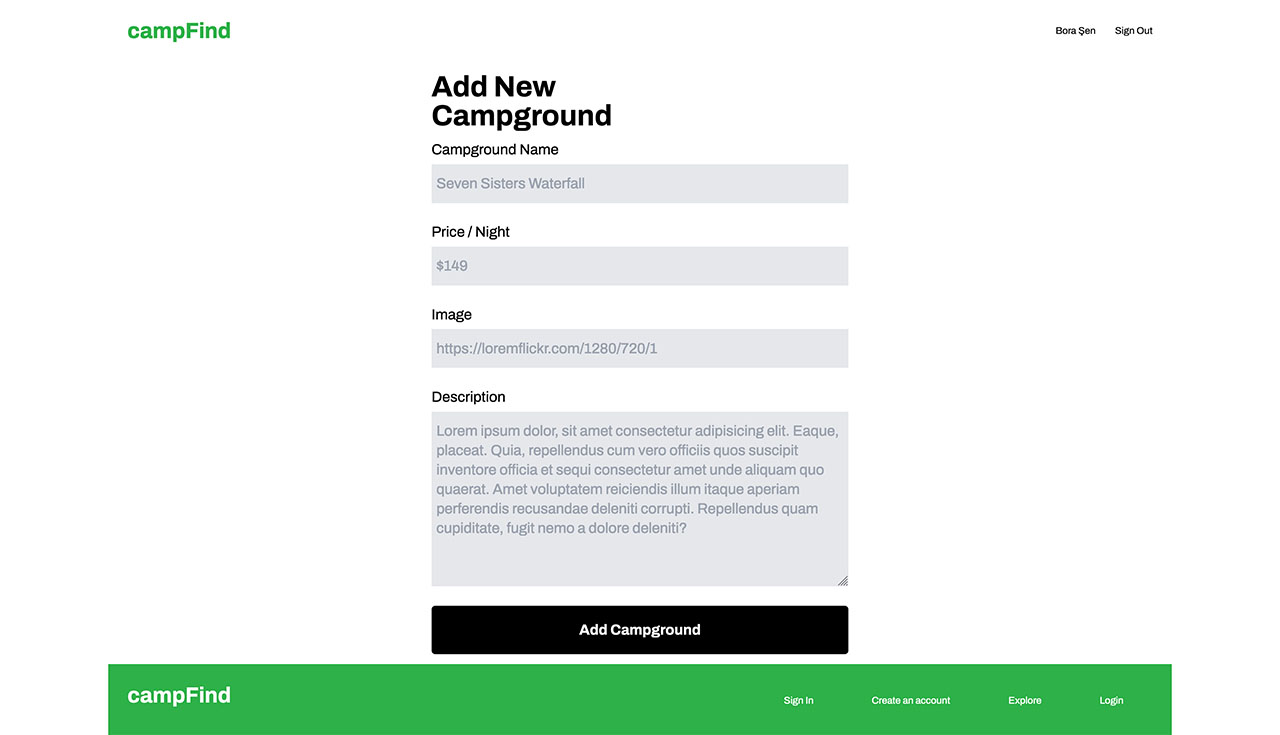 campFind
Bora Şen
Sign Out
Add New
Campground
Campground Name
Seven Sisters Waterfall
Price / Night
$149
Image
https://loremflickr.com/1280/720/1
Description
Lorem ipsum dolor, sit amet consectetur adipisicing elit. Eaque,
placeat. Quia, repellendus cum vero officiis quos suscipit
inventore officia et sequi consectetur amet unde aliquam quo
quaerat. Amet voluptatem reiciendis illum itaque aperiam
perferendis recusandae deleniti corrupti. Repellendus quam
cupiditate, fugit nemo a dolore deleniti?
Add Campground
campFind
Sign In
Create an account
Explore
Login